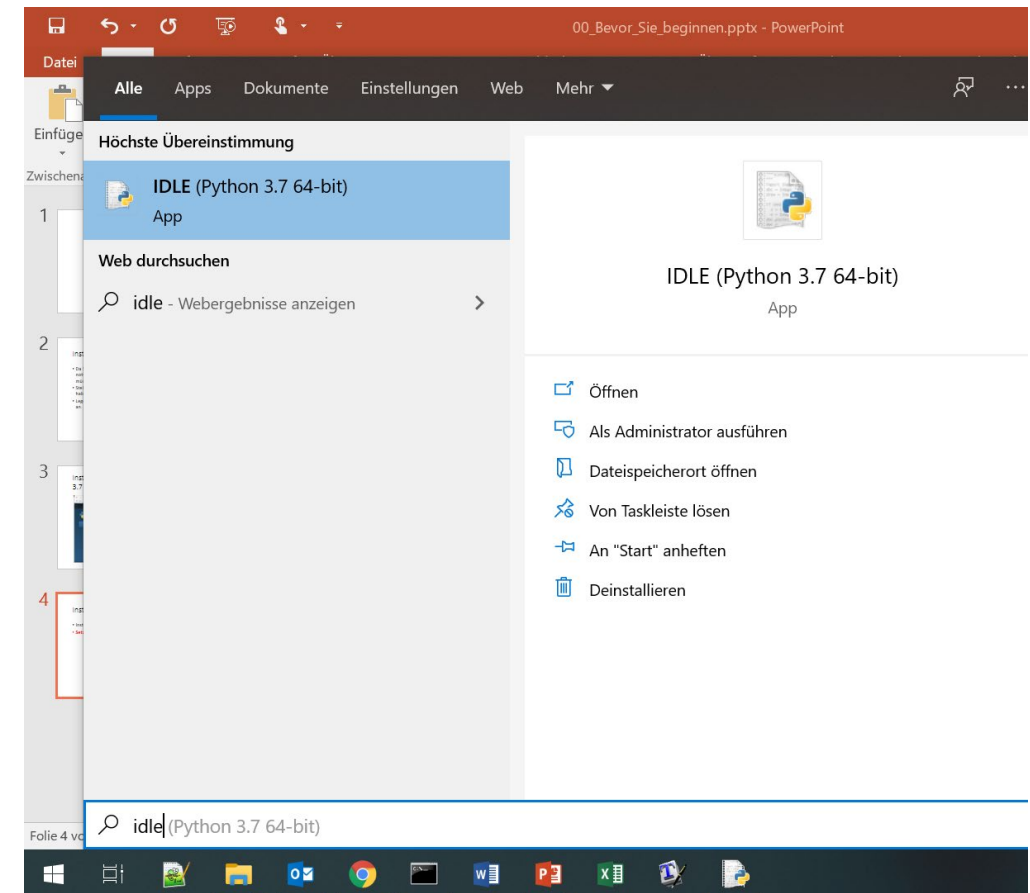 00_Bevor_Sie_beginnen.pptx - PowerPoint
Datei
Alle Apps Dokumente Einstellungen Web Mehr
Einfüge
Zwischena
Höchste Übereinstimmung
IDLE (Python 3.7 64-bit)
App
Web durchsuchen
idle - Webergebnisse anzeigen
1
2
3
4
IDLE (Python 3.7 64-bit)
App
Öffnen
Als Administrator ausführen
Dateispeicherort öffnen
Von Taskleiste lösen
An "Start" anheften
Deinstallieren
Folie 4 vo
idle (Python 3.7 64-bit)